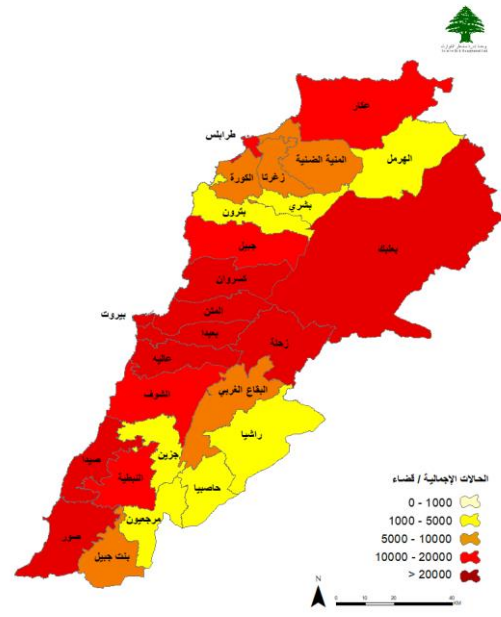 عكار
طرابلس
المنية الضنية
الهرمل
زغرتا
الكورة
بشري
بترون
بعلبك
جبيل
كسروان
المتن
بيروت
بعبدا
زحلة
عاليه
الشوف
البقاع الغربي
راشيا
جزين
صيدا
النبطية
حاصبيا
مرجعيون
صور
بنت جبيل
الحالات الإجمالية / قضاء
0 - 1000
1000 - 5000
5000 - 10000
10000 - 20000
> 20000
N
0 10 20 40
KM